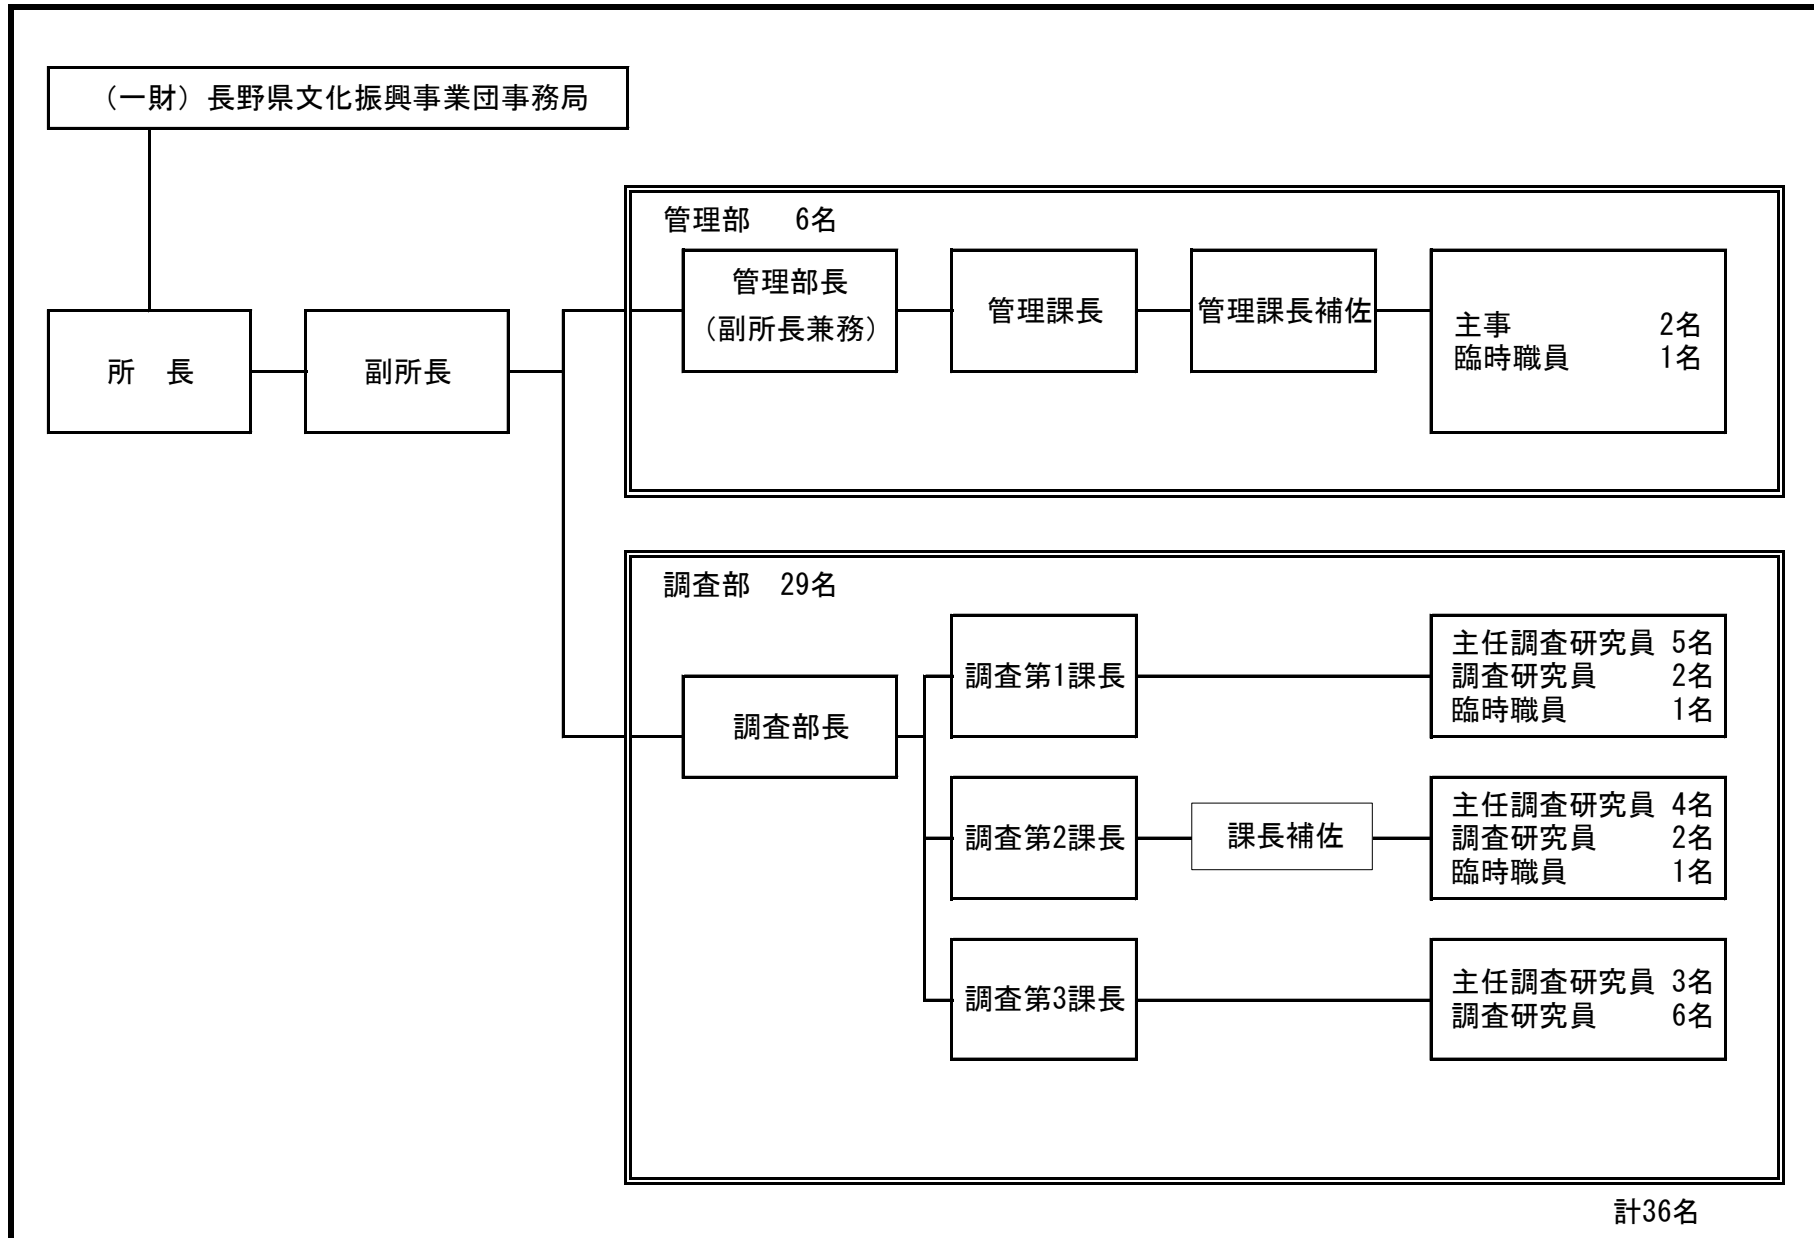 （一財）長野県文化振興事業団事務局
所　長
副所長
管理部　6名
管理部長
（副所長兼務）
管理課長
管理課長補佐
主事　2名
臨時職員　1名
調査部　29名
調査部長
調査第1課長
主任調査研究員 5名
調査研究員　2名
臨時職員　1名
調査第2課長
課長補佐
主任調査研究員 4名
調査研究員　2名
臨時職員　1名
調査第3課長
主任調査研究員 3名
調査研究員　6名
計36名